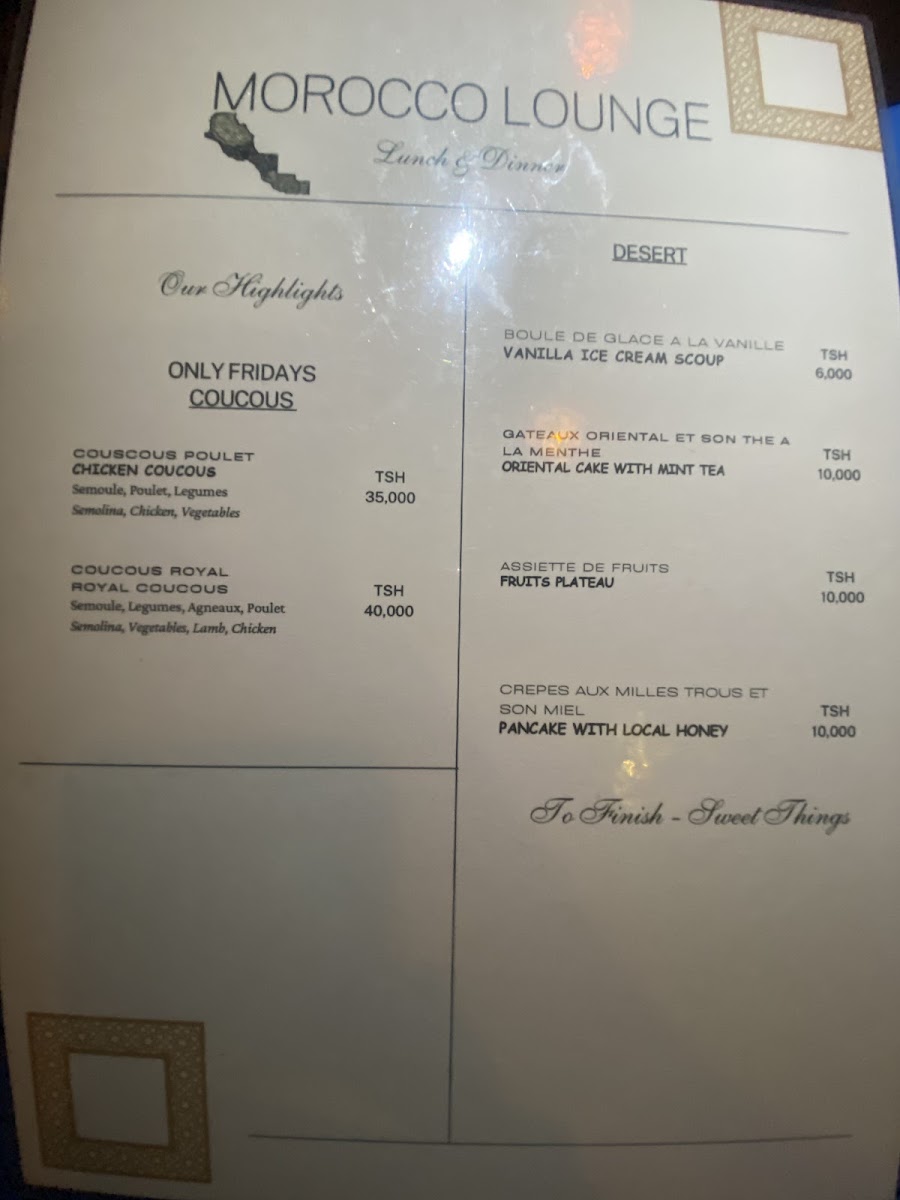 MOROCCO LOUNGE
Lunch & Dinner
Our Highlights
ONLY FRIDAYS
COUCOUS
COUSCOUS POULET
CHICKEN COUCOUS
Semoule, Poulet, Legumes
Semolina, Chicken, Vegetables
TSH
35,000
COUCOUS ROYAL
ROYAL COUCOUS
Semoule, Legumes, Agneaux, Poulet
Semolina, Vegetables, Lamb, Chicken
TSH
40,000
DESERT
BOULE DE GLACE A LA VANILLE
VANILLA ICE CREAM SCOUP
TSH
6,000
GATEAUX ORIENTAL ET SON THE A
LA MENTHE
ORIENTAL CAKE WITH MINT TEA
TSH
10,000
ASSIETTE DE FRUITS
FRUITS PLATEAU
TSH
10,000
CREPES AUX MILLES TROUS ET
SON MIEL
PANCAKE WITH LOCAL HONEY
TSH
10,000
To Finish - Sweet Things